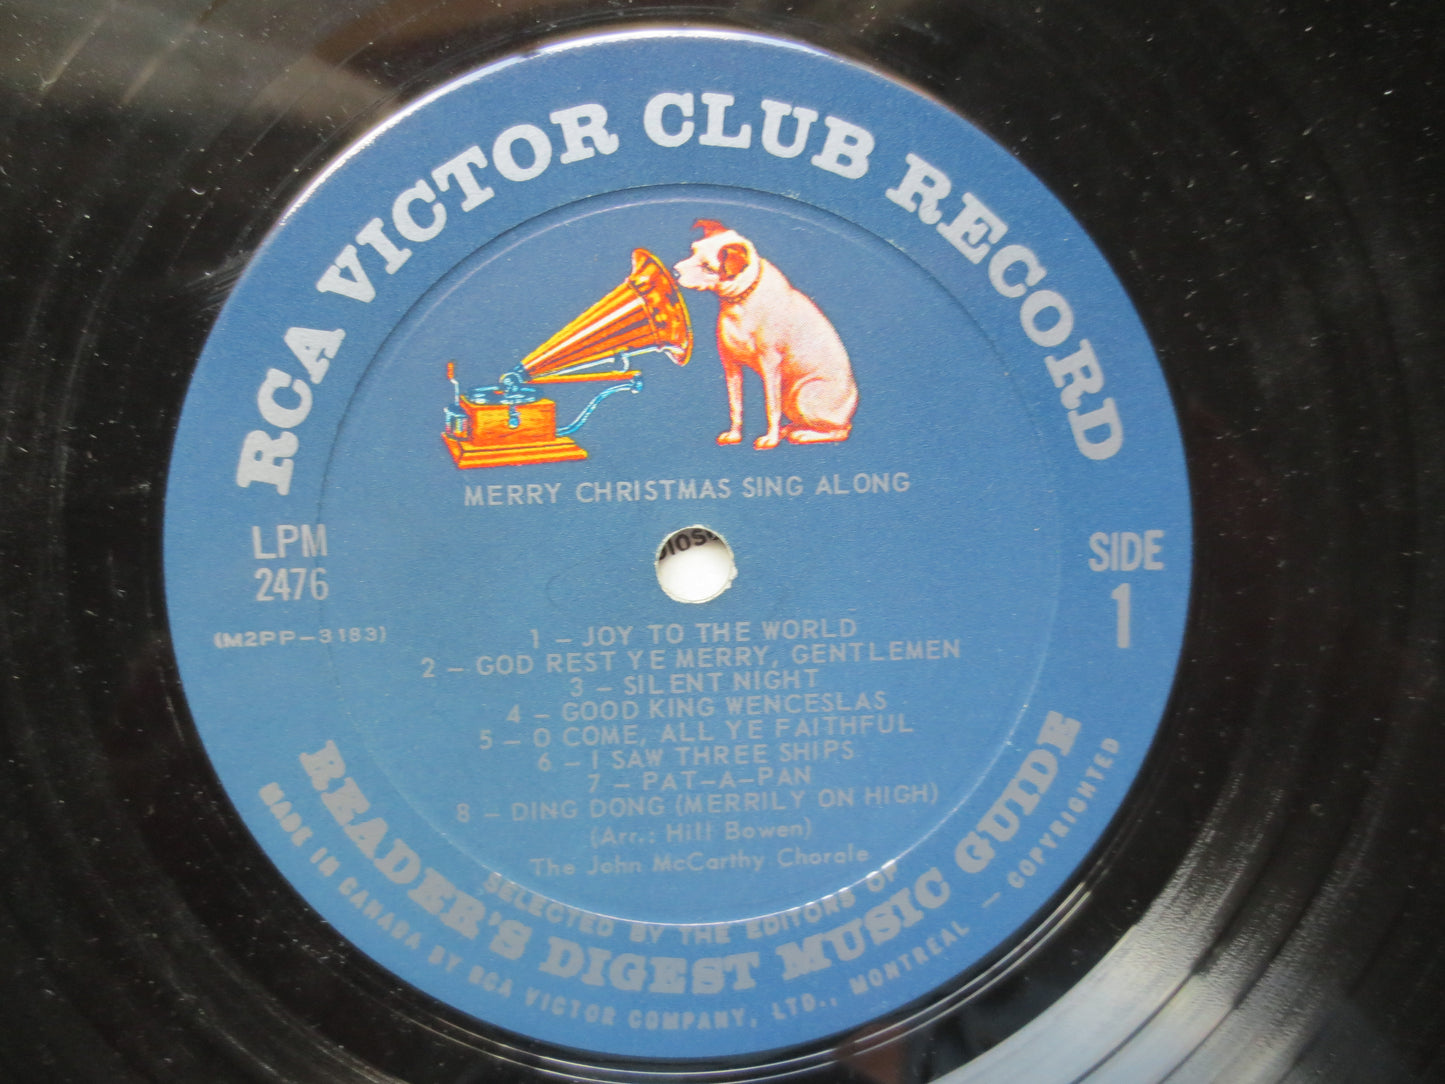 RCA VICTOR CLUB RECORD
MERRY CHRISTMAS SING ALONG
LPM
2476
(M2PP-3183)
SIDE
1
1 – JOY TO THE WORLD
2 – GOD REST YE MERRY, GENTLEMEN
3 – SILENT NIGHT
4 – GOOD KING WENCESLAS
5 – O COME, ALL YE FAITHFUL
6 – I SAW THREE SHIPS
7 – PAT-A-PAN
8 – DING DONG (MERRILY ON HIGH)
(Arr.: Hill Bowen)
The John McCarthy Chorale
SELECTED BY THE EDITORS OF
READER'S DIGEST MUSIC GUIDE
MADE IN CANADA BY RCA VICTOR COMPANY, LTD., MONTREAL – COPYRIGHTED